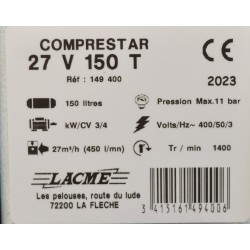 COMPRESTAR
27 V 150 T
Réf : 149 400
CE
2023
150 litres
Pression Max.11 bar
kW/CV 3/4
Volts/Hz~ 400/50/3
27m³/h (450 l/mn)
Tr / min 1400
LACMÉ
Les pelouses, route du lude
72200 LA FLECHE
3 415161 494006